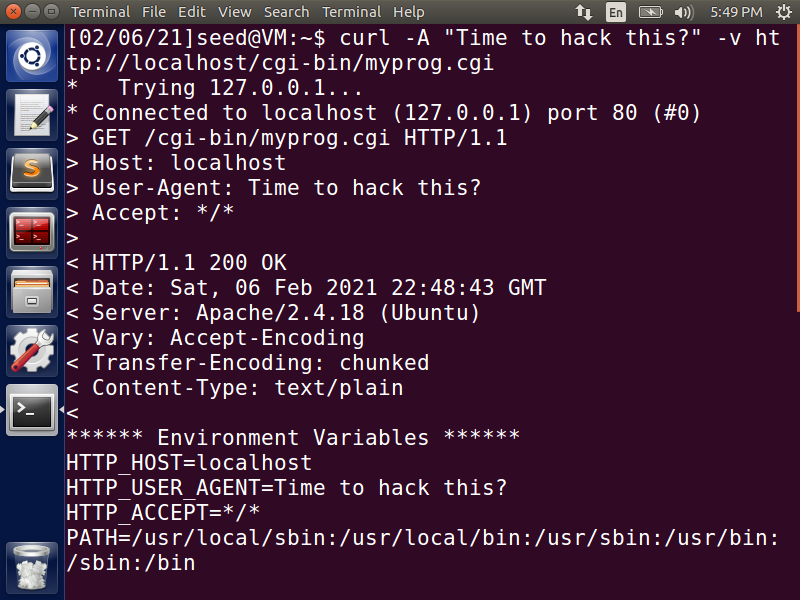 Terminal File Edit View Search Terminal Help En 5:49 PM
[02/06/21]seed@VM:~$ curl -A "Time to hack this?" -v ht
tp://localhost/cgi-bin/myprog.cgi
*   Trying 127.0.0.1...
* Connected to localhost (127.0.0.1) port 80 (#0)
> GET /cgi-bin/myprog.cgi HTTP/1.1
> Host: localhost
> User-Agent: Time to hack this?
> Accept: */*
>
< HTTP/1.1 200 OK
< Date: Sat, 06 Feb 2021 22:48:43 GMT
< Server: Apache/2.4.18 (Ubuntu)
< Vary: Accept-Encoding
< Transfer-Encoding: chunked
< Content-Type: text/plain
<
****** Environment Variables ******
HTTP_HOST=localhost
HTTP_USER_AGENT=Time to hack this?
HTTP_ACCEPT=*/*
PATH=/usr/local/sbin:/usr/local/bin:/usr/sbin:/usr/bin:
/sbin:/bin